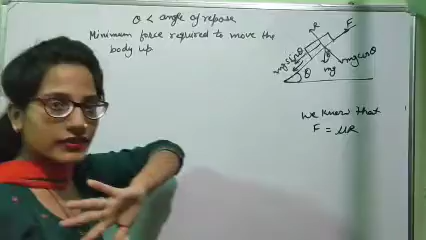 θ < angle of repose
Minimum force required to move the
body up
R
F
mg sinθ
mg cosθ
θ
mg
We know that
F = μR